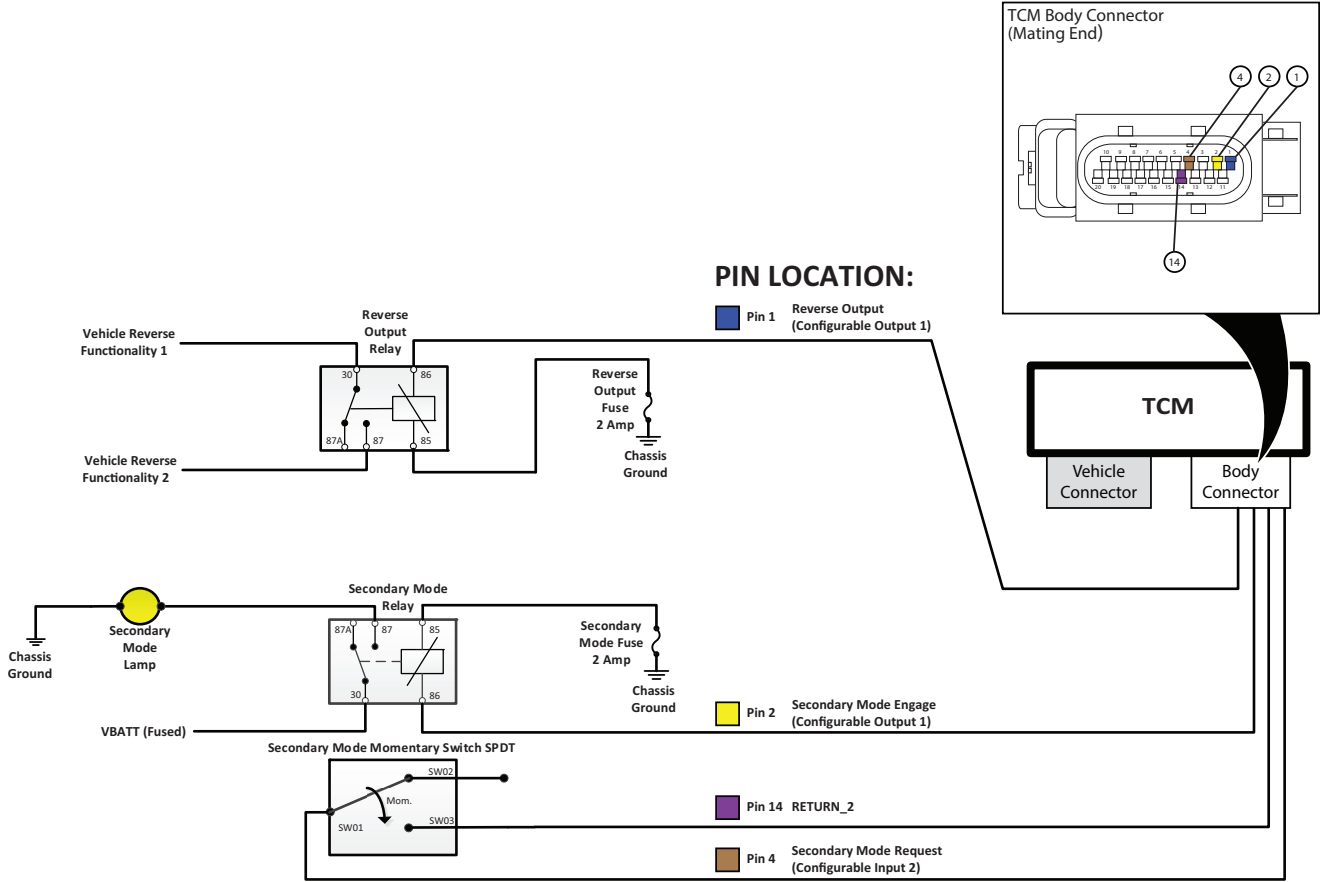 TCM Body Connector
(Mating End)
4
2
1
10 9 8 7 6 5 4 3 2 1
20 19 18 17 16 15 14 13 12 11
14
PIN LOCATION:
Pin 1
Reverse Output
(Configurable Output 1)
Reverse
Output
Relay
Vehicle Reverse
Functionality 1
30
86
87A
87
85
Vehicle Reverse
Functionality 2
Reverse
Output
Fuse
2 Amp
Chassis
Ground
TCM
Vehicle
Connector
Body
Connector
Secondary Mode
Relay
87A
87
85
30
86
Secondary
Mode
Lamp
Chassis
Ground
Secondary
Mode Fuse
2 Amp
Chassis
Ground
VBATT (Fused)
Pin 2
Secondary Mode Engage
(Configurable Output 1)
Secondary Mode Momentary Switch SPDT
SW02
Mom.
SW01
SW03
Pin 14 RETURN_2
Pin 4
Secondary Mode Request
(Configurable Input 2)